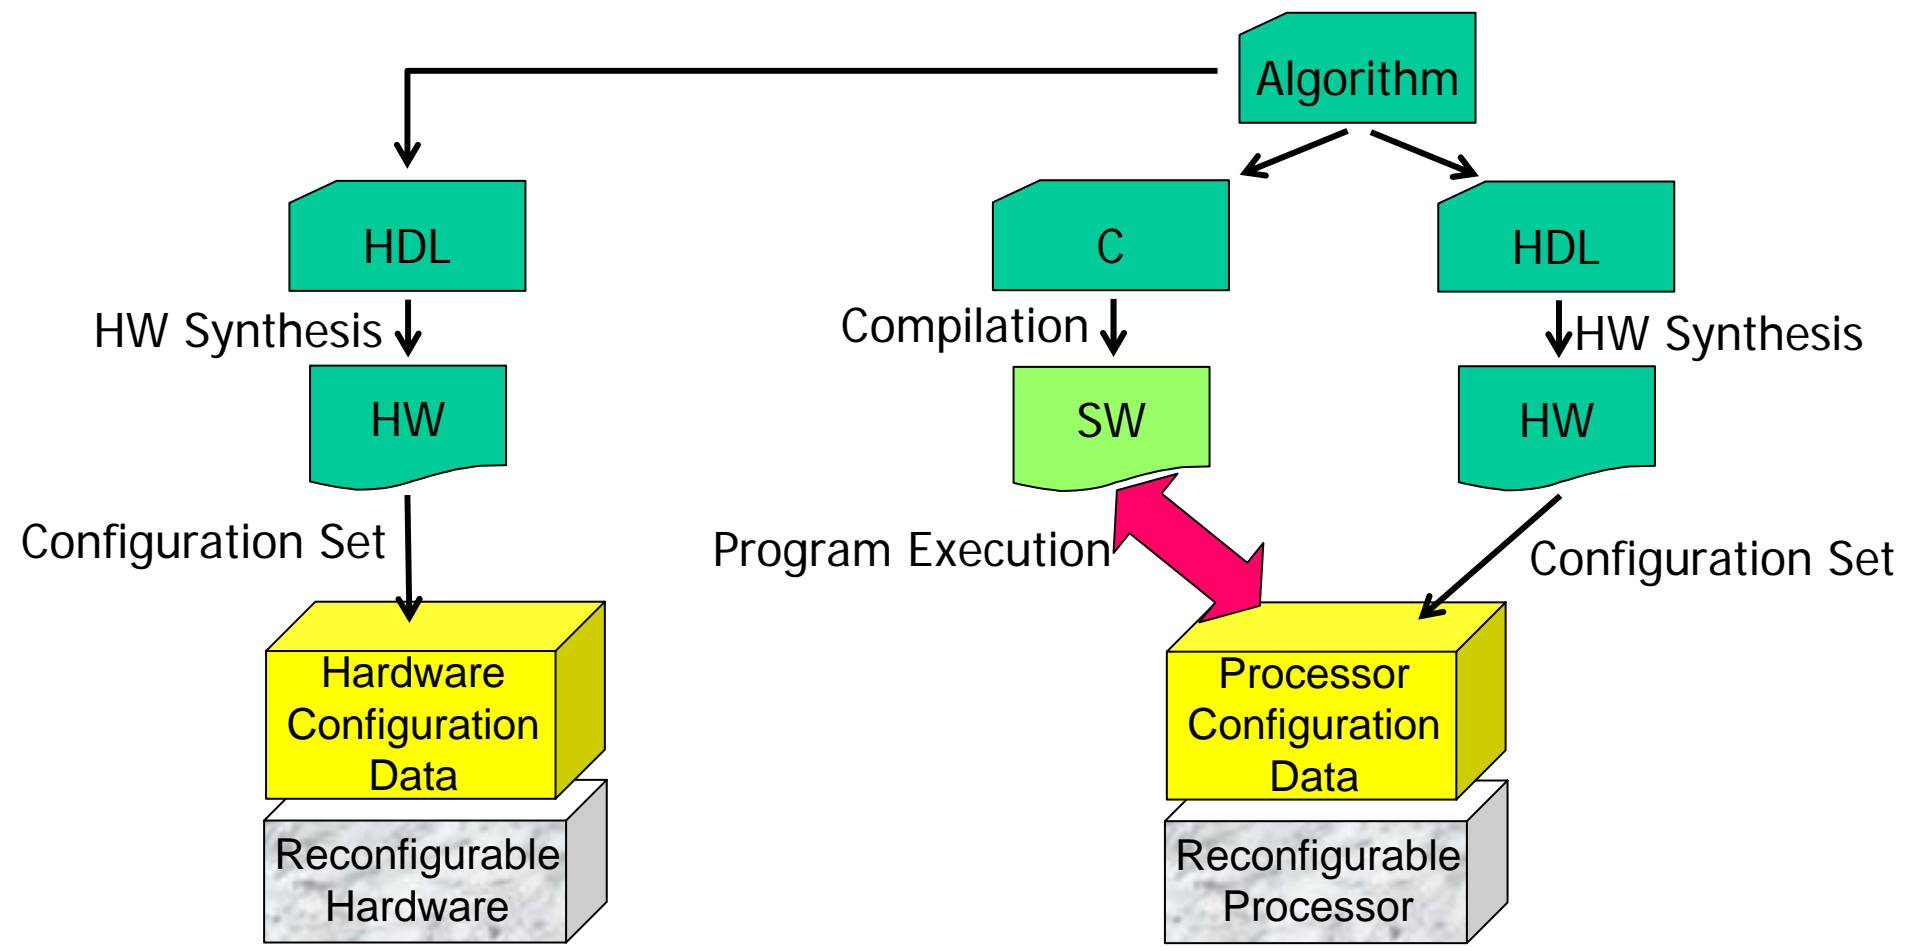 Algorithm
HDL
C
HDL
HW Synthesis
Compilation
HW Synthesis
HW
SW
HW
Configuration Set
Program Execution
Configuration Set
Hardware
Configuration
Data
Processor
Configuration
Data
Reconfigurable
Hardware
Reconfigurable
Processor